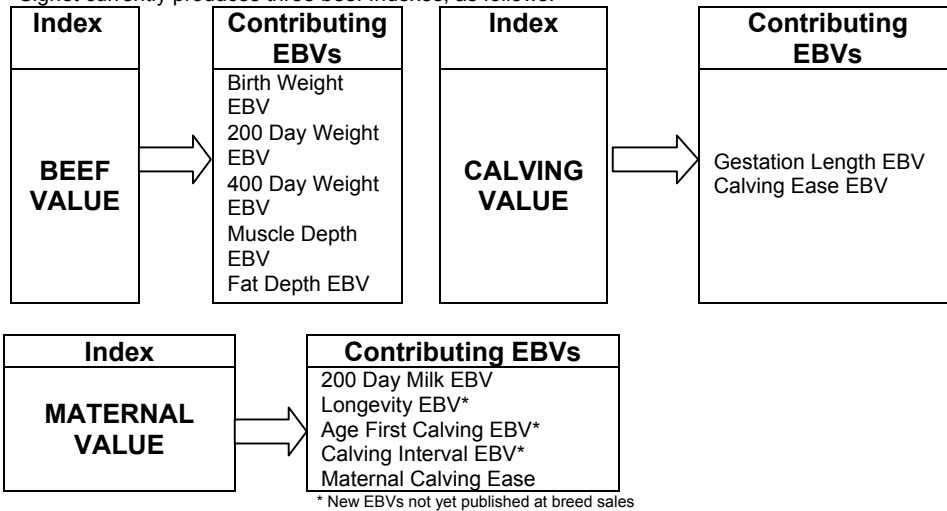 Signet currently produces three beef indexes, as follows:
Index
Contributing
EBVs
BEEF
VALUE
Birth Weight
EBV
200 Day Weight
EBV
400 Day Weight
EBV
Muscle Depth
EBV
Fat Depth EBV
Index
Contributing
EBVs
CALVING
VALUE
Gestation Length EBV
Calving Ease EBV
Index
Contributing EBVs
MATERNAL
VALUE
200 Day Milk EBV
Longevity EBV*
Age First Calving EBV*
Calving Interval EBV*
Maternal Calving Ease
* New EBVs not yet published at breed sales